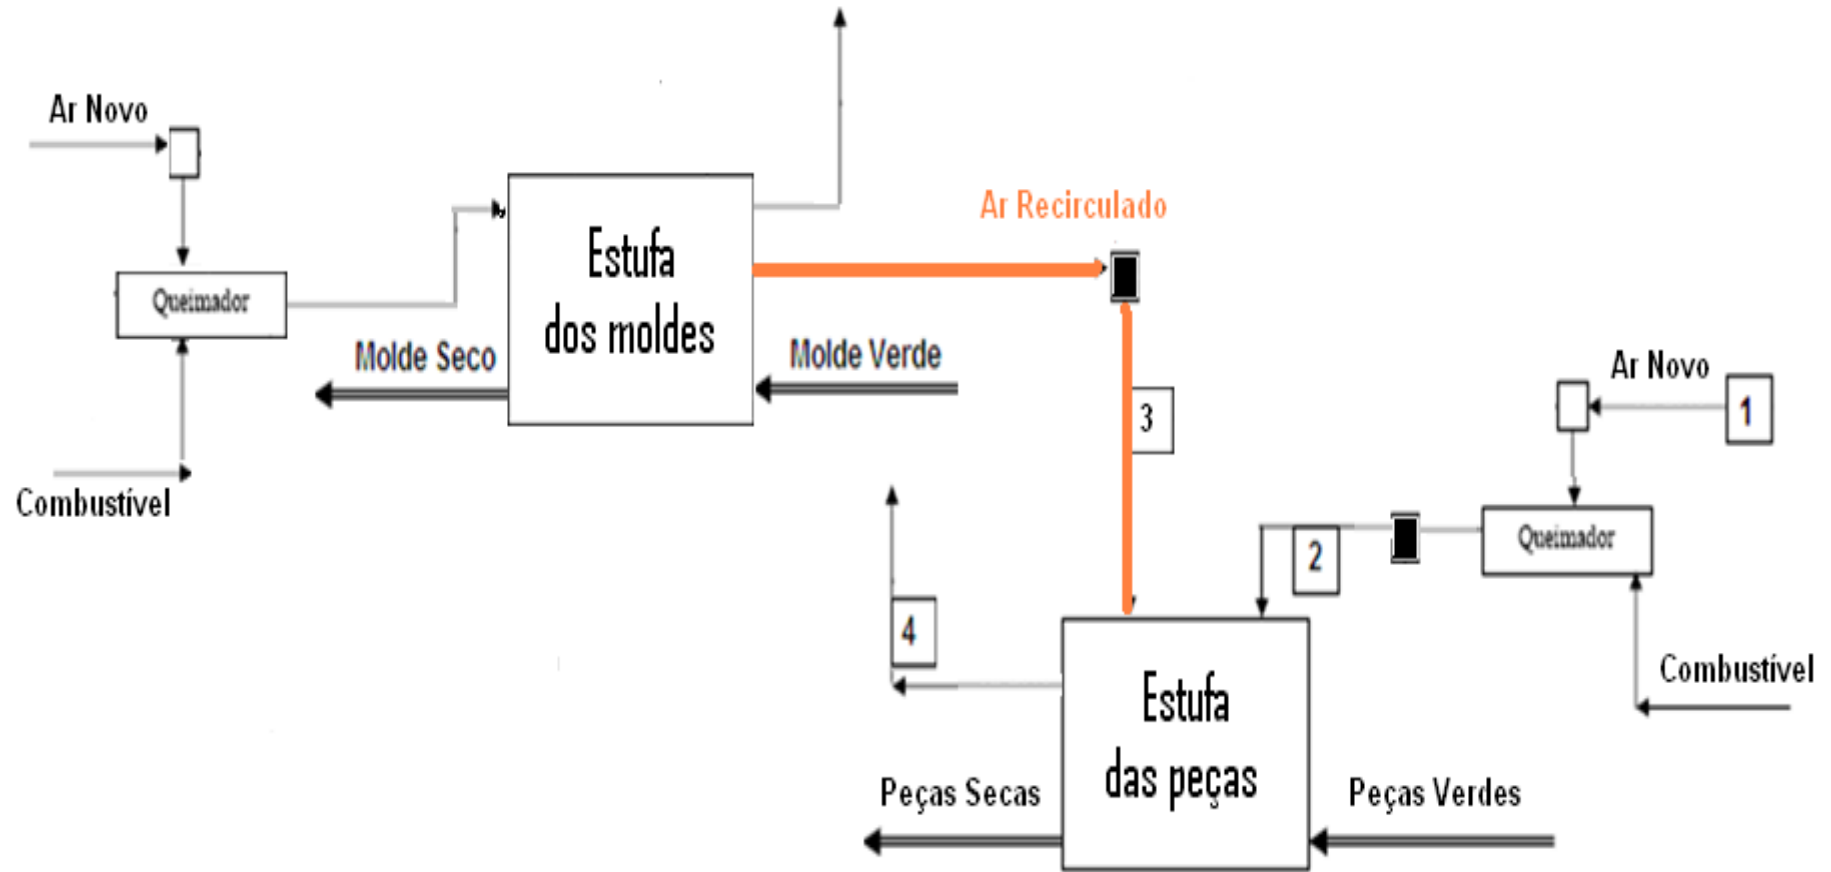 Ar Novo
Ar Recirculado
Estufa
dos moldes
Queimador
Molde Seco
Molde Verde
Ar Novo
1
3
Combustível
Queimador
2
4
Combustível
Estufa
das peças
Peças Secas
Peças Verdes